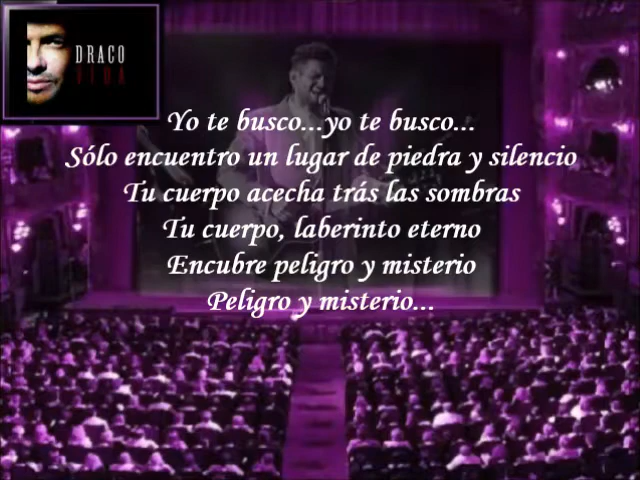 DRACO
VIDA
Yo te busco...yo te busco...
Sólo encuentro un lugar de piedra y silencio
Tu cuerpo acecha trás las sombras
Tu cuerpo, laberinto eterno
Encubre peligro y misterio
Peligro y misterio...